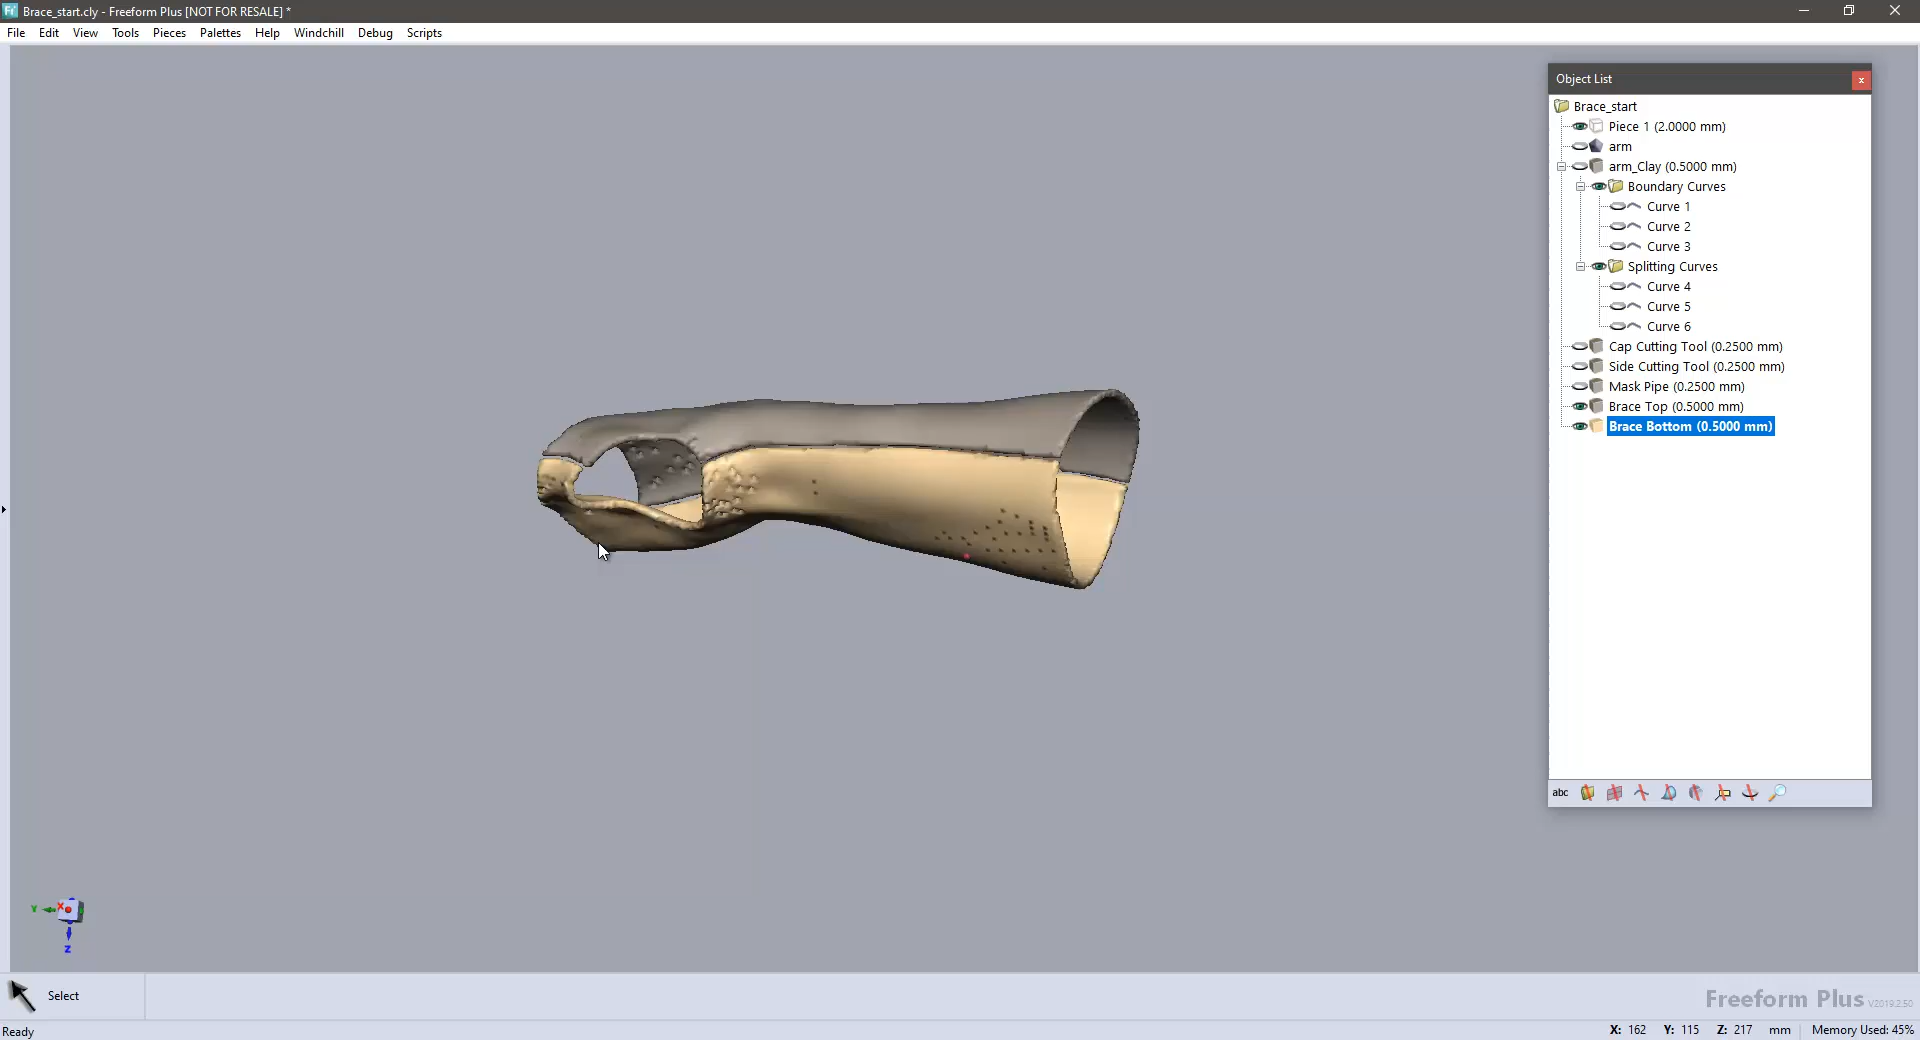 Brace_start.cly - Freeform Plus [NOT FOR RESALE] *
File Edit View Tools Pieces Palettes Help Windchill Debug Scripts
Object List
Brace_start
Piece 1 (2.0000 mm)
arm
arm_Clay (0.5000 mm)
Boundary Curves
Curve 1
Curve 2
Curve 3
Splitting Curves
Curve 4
Curve 5
Curve 6
Cap Cutting Tool (0.2500 mm)
Side Cutting Tool (0.2500 mm)
Mask Pipe (0.2500 mm)
Brace Top (0.5000 mm)
Brace Bottom (0.5000 mm)
abc
Y X
Z
Select
Freeform Plus V2019.2.50
Ready
X: 162 Y: 115 Z: 217 mm Memory Used: 45%